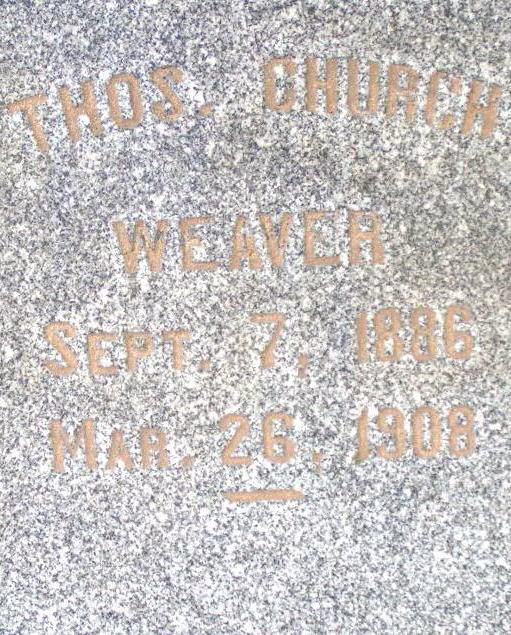 THOS. CHURCH
WEAVER
SEPT. 7, 1886
MAR. 26, 1908